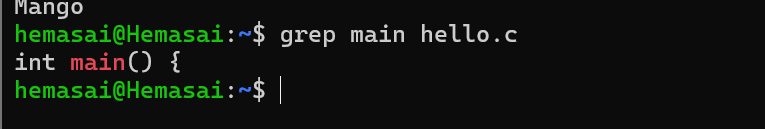 Mango
hemasai@Hemasai:~$ grep main hello.c
int main() {
hemasai@Hemasai:~$